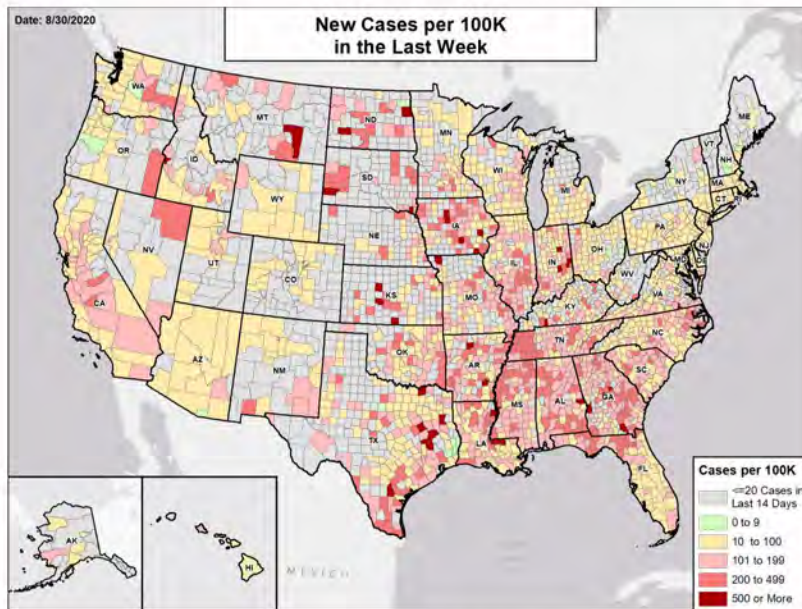 Date: 8/30/2020
New Cases per 100K
in the Last Week
WA
MT
ND
MN
ME
OR
ID
SD
WI
MI
VT
NH
NY
MA
CT
WY
IA
NE
PA
NJ
NV
UT
CO
IL
IN
OH
MD
DE
WV
VA
CA
KS
MO
KY
NC
TN
AZ
NM
OK
AR
SC
MS
AL
GA
TX
LA
FL
AK
HI
MEXICO
Cases per 100K
<=20 Cases in
Last 14 Days
0 to 9
10 to 100
101 to 199
200 to 499
500 or More